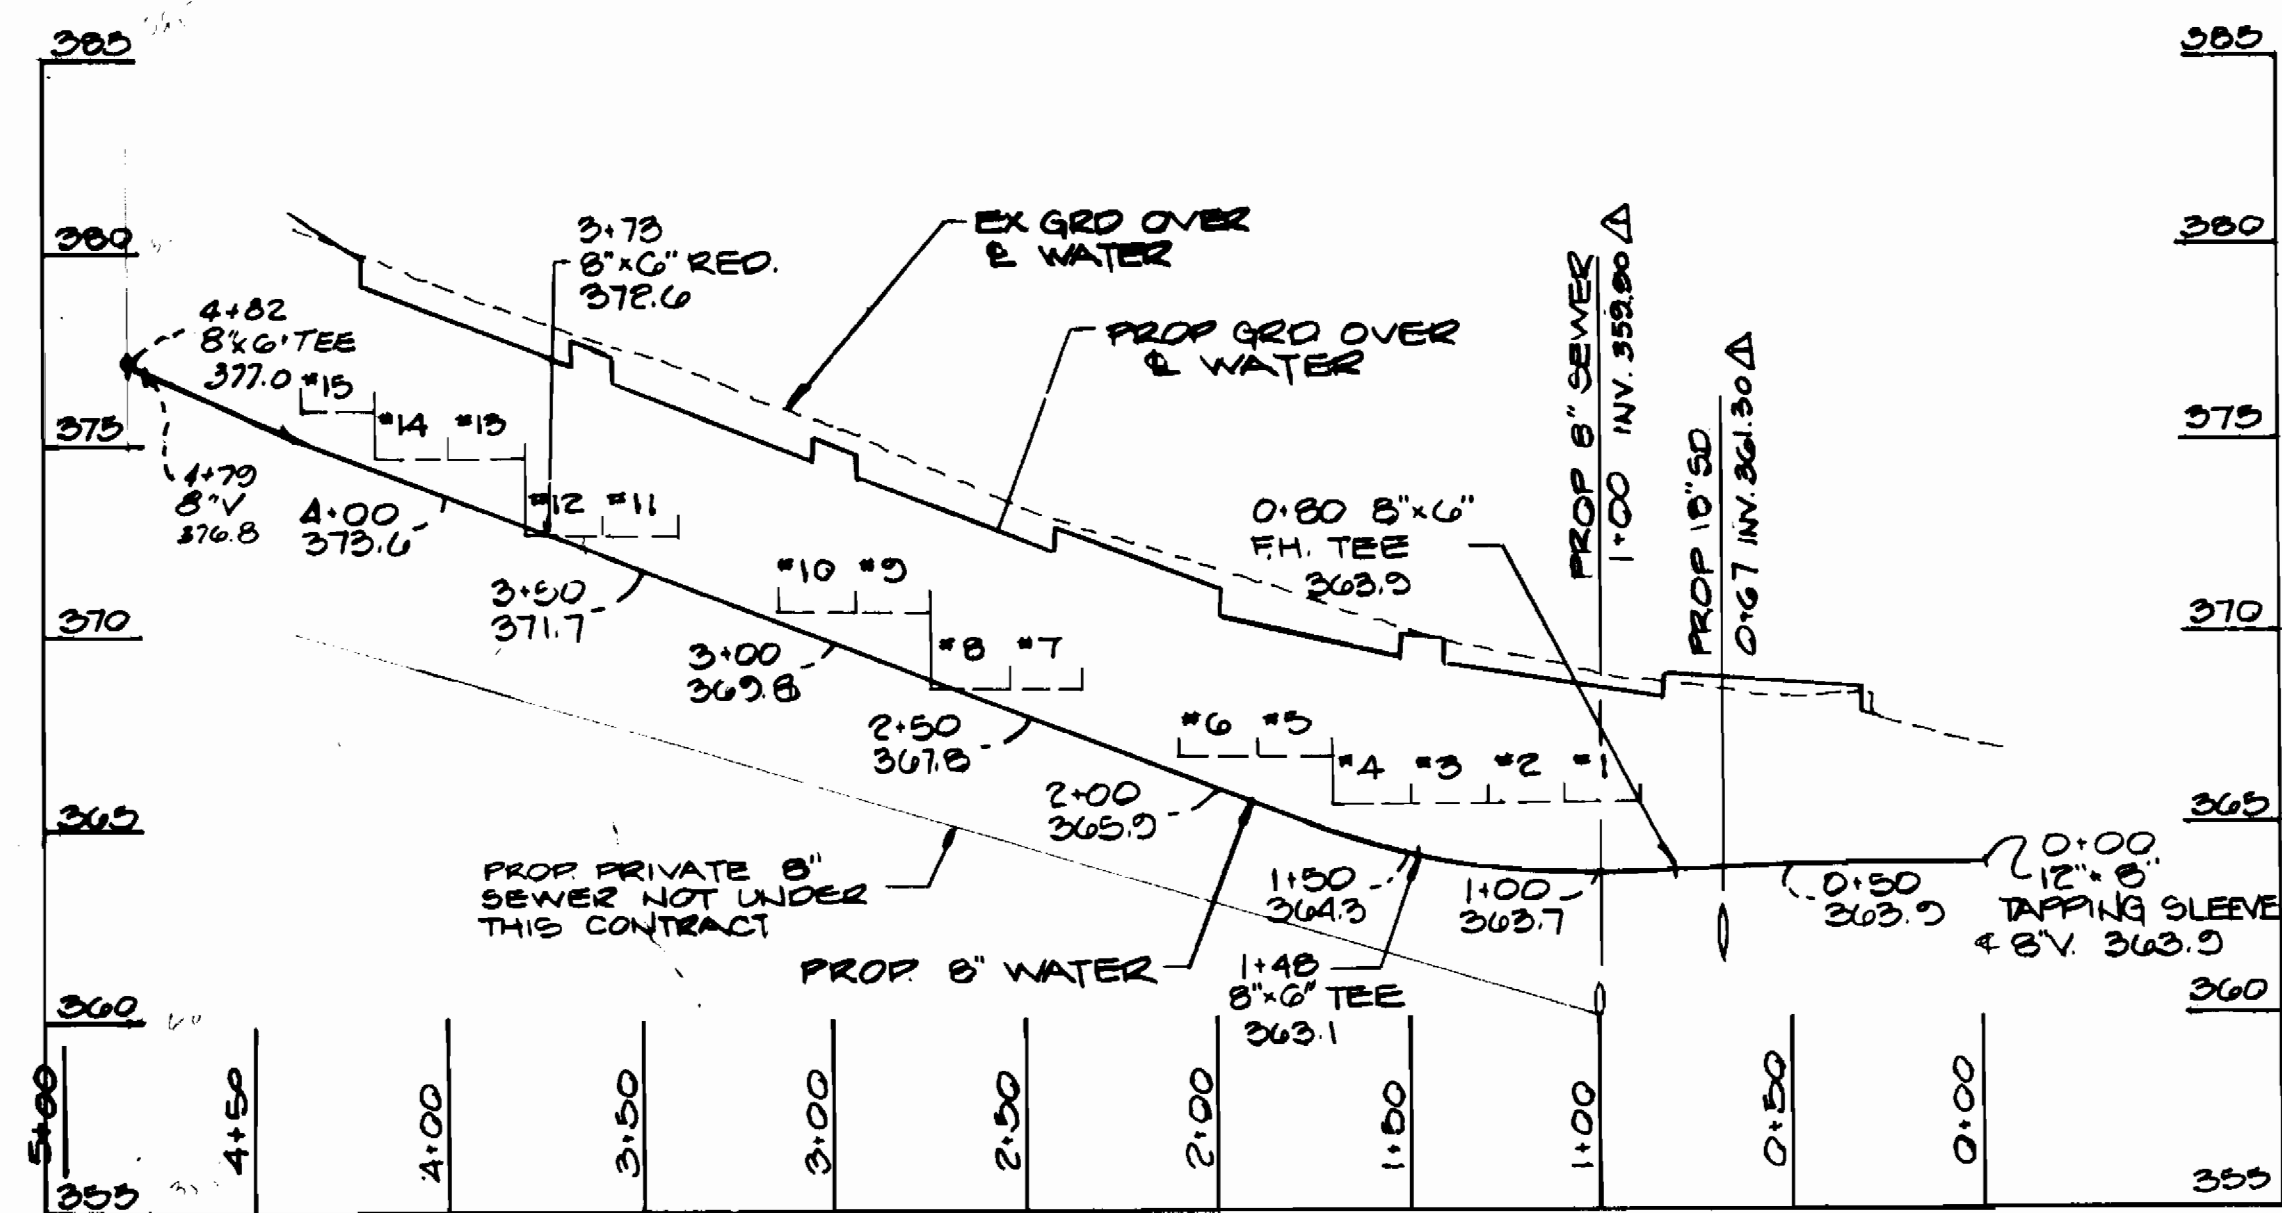 385
385
380
380
375
375
370
370
365
365
360
360
355
355
EX GRD OVER
℄ WATER
PROP GRD OVER
℄ WATER
3+73
8"x6" RED.
372.6
4+82
8"x6" TEE
377.0
4+79
8"V
376.8
#15
#14 #13
#12 #11
#10 #9
#8 #7
#6 #5
#4 #3 #2 #1
4+00
373.6
3+50
371.7
3+00
369.8
2+50
367.8
2+00
365.9
1+50
364.3
1+48
8"x6" TEE
363.1
1+00
363.7
0+80 8"x6"
F.H. TEE
363.9
PROP 8" SEWER
1+00 INV. 359.80
PROP 18" SD
0+67 INV. 361.30
0+50
363.9
0+00
12"x8"
TAPPING SLEEVE
& 8"V. 363.9
PROP. PRIVATE 8"
SEWER NOT UNDER
THIS CONTRACT
PROP. 8" WATER
5+00
4+50
4+00
3+50
3+00
2+50
2+00
1+50
1+00
0+50
0+00